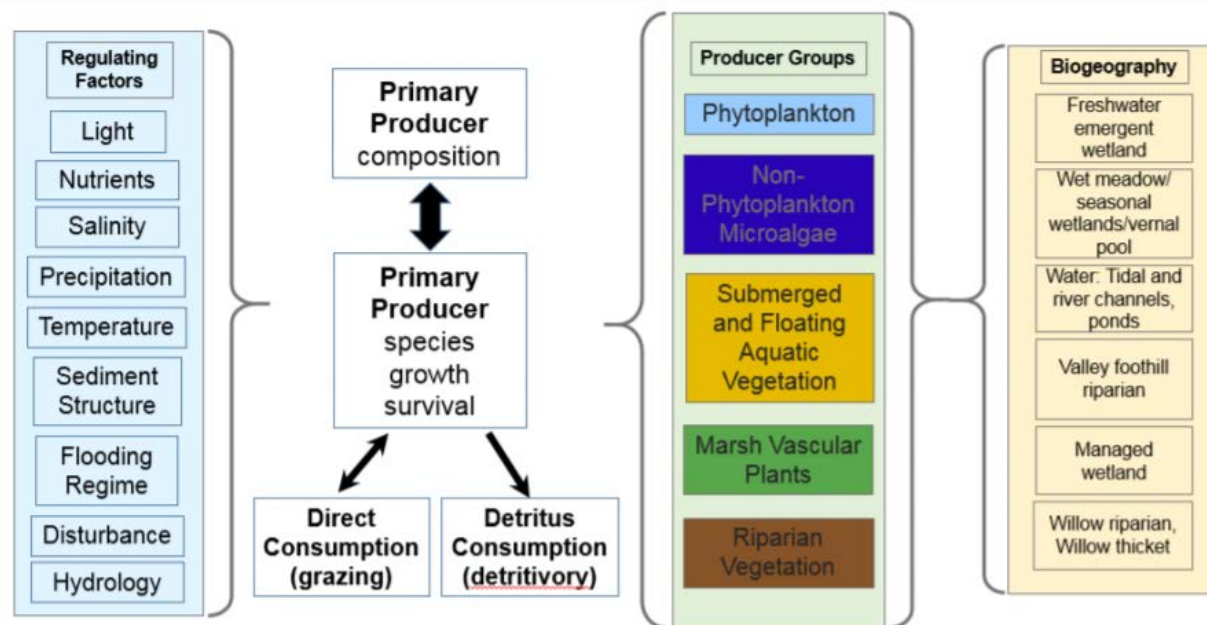 Regulating
Factors
Light
Nutrients
Salinity
Precipitation
Temperature
Sediment
Structure
Flooding
Regime
Disturbance
Hydrology
Primary
Producer
composition
Primary
Producer
species
growth
survival
Direct
Consumption
(grazing)
Detritus
Consumption
(detritivory)
Producer Groups
Phytoplankton
Non-
Phytoplankton
Microalgae
Submerged
and Floating
Aquatic
Vegetation
Marsh Vascular
Plants
Riparian
Vegetation
Biogeography
Freshwater
emergent
wetland
Wet meadow/
seasonal
wetlands/vernal
pool
Water: Tidal and
river channels,
ponds
Valley foothill
riparian
Managed
wetland
Willow riparian,
Willow thicket